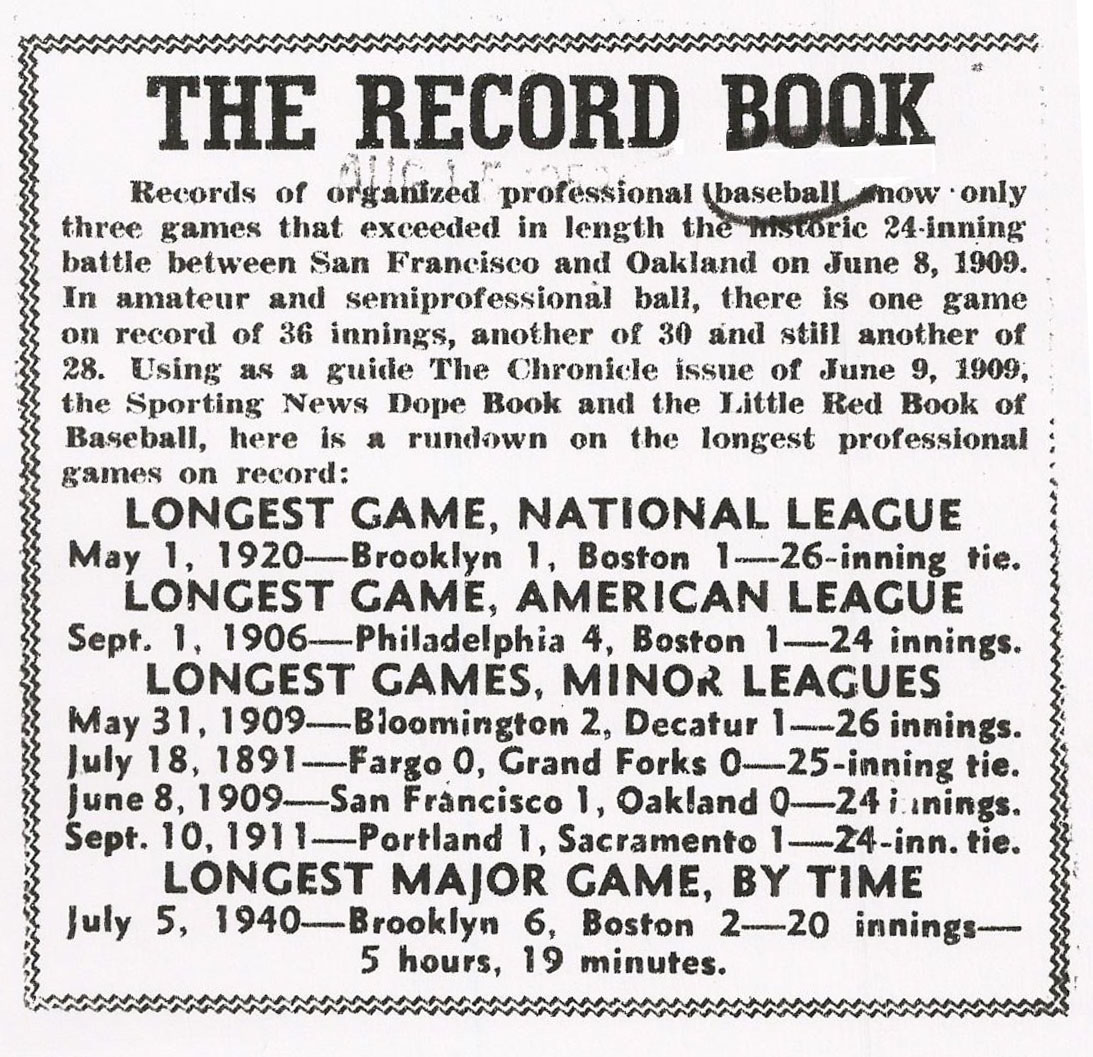 THE RECORD BOOK
Records of organized professional baseball only
three games that exceeded in length the historic 24-inning
battle between San Francisco and Oakland on June 8, 1909.
In amateur and semiprofessional ball, there is one game
on record of 36 innings, another of 30 and still another of
28. Using as a guide The Chronicle issue of June 9, 1909,
the Sporting News Dope Book and the Little Red Book of
Baseball, here is a rundown on the longest professional
games on record:
LONGEST GAME, NATIONAL LEAGUE
May 1, 1920—Brooklyn 1, Boston 1—26-inning tie.
LONGEST GAME, AMERICAN LEAGUE
Sept. 1, 1906—Philadelphia 4, Boston 1—24 innings.
LONGEST GAMES, MINOR LEAGUES
May 31, 1909—Bloomington 2, Decatur 1—26 innings.
July 18, 1891—Fargo 0, Grand Forks 0—25-inning tie.
June 8, 1909—San Francisco 1, Oakland 0—24 innings.
Sept. 10, 1911—Portland 1, Sacramento 1—24-inn. tie.
LONGEST MAJOR GAME, BY TIME
July 5, 1940—Brooklyn 6, Boston 2—20 innings—
5 hours, 19 minutes.